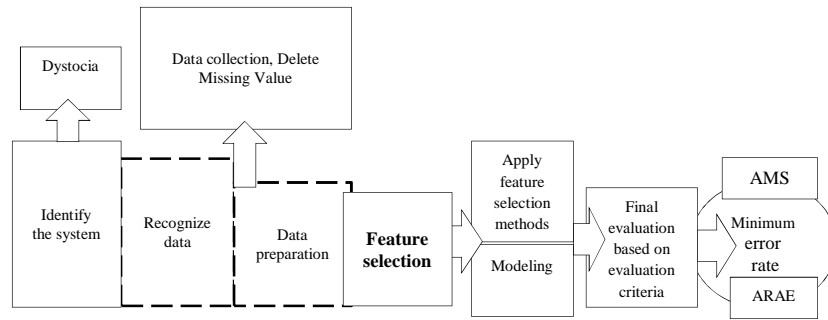 Dystocia
Data collection, Delete
Missing Value
Identify
the system
Recognize
data
Data
preparation
Feature
selection
Apply
feature
selection
methods
Modeling
Final
evaluation
based on
evaluation
criteria
AMS
Minimum
error
rate
ARAE